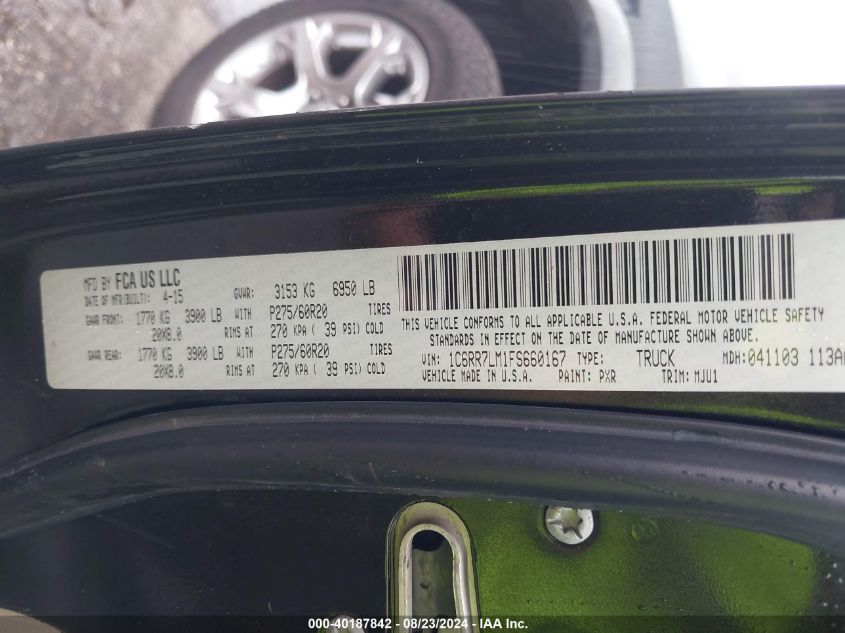 MFD BY FCA US LLC
DATE OF MFR(BUILT): 4-15 GVWR: 3153 KG 6950 LB
GAWR FRONT: 1770 KG 3900 LB WITH P275/60R20 TIRES
20X8.0 RIMS AT 270 KPA ( 39 PSI) COLD
GAWR REAR: 1770 KG 3900 LB WITH P275/60R20 TIRES
20X8.0 RIMS AT 270 KPA ( 39 PSI) COLD
THIS VEHICLE CONFORMS TO ALL APPLICABLE U.S.A. FEDERAL MOTOR VEHICLE SAFETY
STANDARDS IN EFFECT ON THE DATE OF MANUFACTURE SHOWN ABOVE.
VIN: 1C6RR7LM1FS660167 TYPE: TRUCK MDH:041103 113A
VEHICLE MADE IN U.S.A. PAINT: PXR TRIM: MJU1
000-40187842 - 08/23/2024 - IAA Inc.